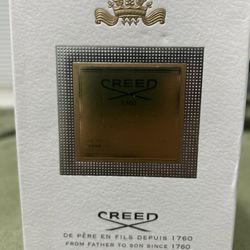 CREED
1760
CREED
DE PÈRE EN FILS DEPUIS 1760
FROM FATHER TO SON SINCE 1760